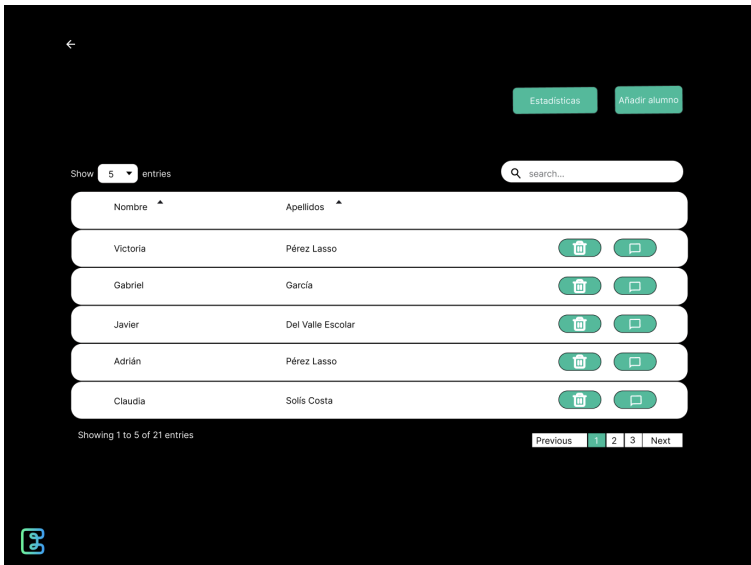 Estadísticas Añadir alumno
Show 5 entries search...
Nombre Apellidos
Victoria Pérez Lasso
Gabriel García
Javier Del Valle Escolar
Adrián Pérez Lasso
Claudia Solís Costa
Showing 1 to 5 of 21 entries
Previous 1 2 3 Next